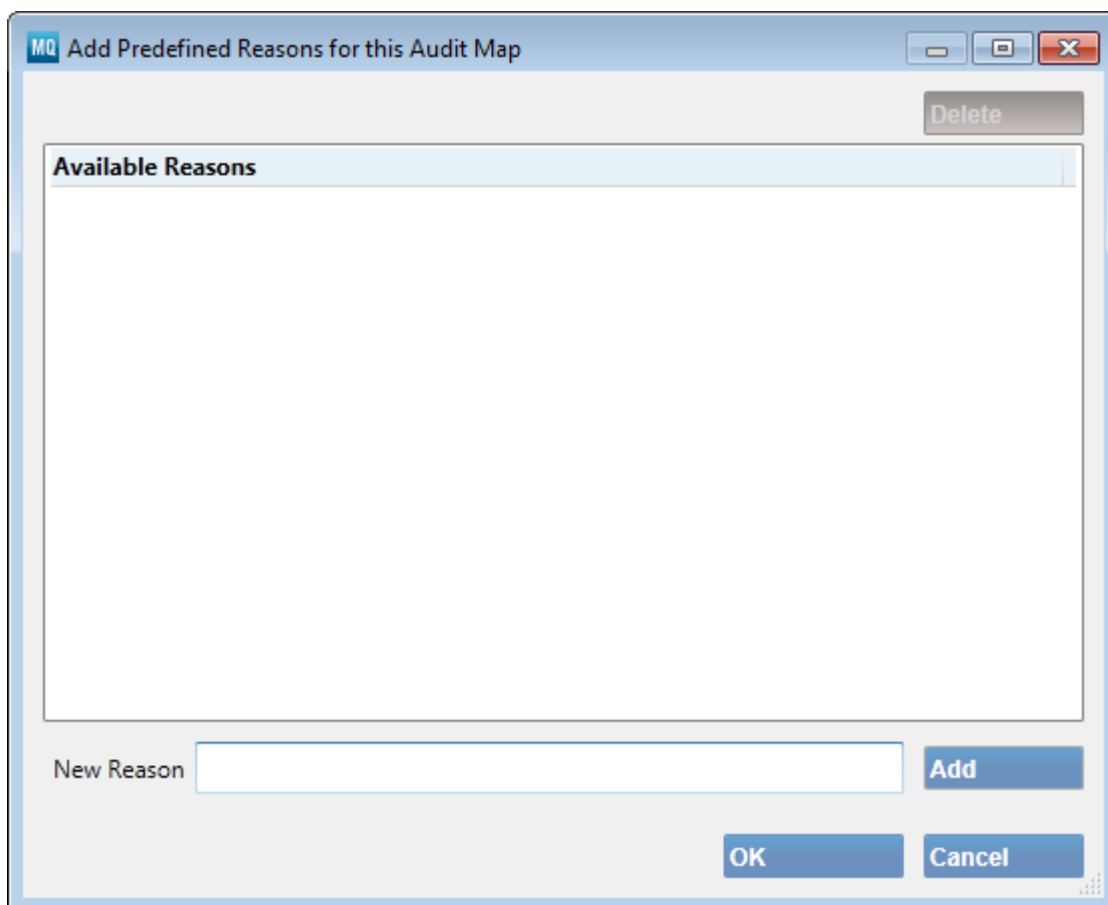 MQ Add Predefined Reasons for this Audit Map
Delete
Available Reasons
New Reason
Add
OK
Cancel